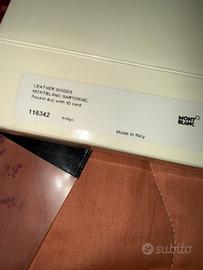 LEATHER GOODS
MONTBLANC SARTORIAL
Pocket 4cc with ID card
116342
Indigo
MONT
BLANC
Made in Italy
subito